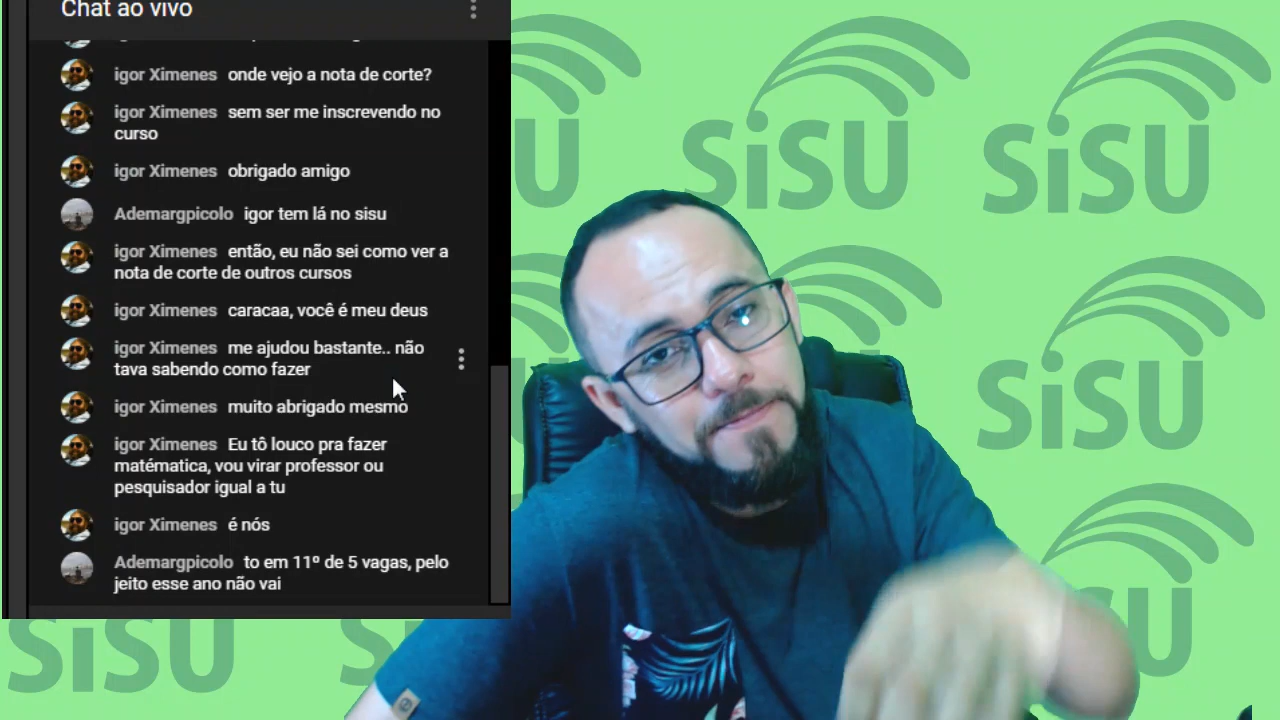 Chat ao vivo
igor Ximenes onde vejo a nota de corte?
igor Ximenes sem ser me inscrevendo no
curso
igor Ximenes obrigado amigo
Ademargpicolo igor tem lá no sisu
igor Ximenes então, eu não sei como ver a
nota de corte de outros cursos
igor Ximenes caracaa, você é meu deus
igor Ximenes me ajudou bastante.. não
tava sabendo como fazer
igor Ximenes muito abrigado mesmo
igor Ximenes Eu tô louco pra fazer
matématica, vou virar professor ou
pesquisador igual a tu
igor Ximenes é nós
Ademargpicolo to em 11º de 5 vagas, pelo
jeito esse ano não vai
SiSU
SiSU
SiSU
SiSU
SiSU